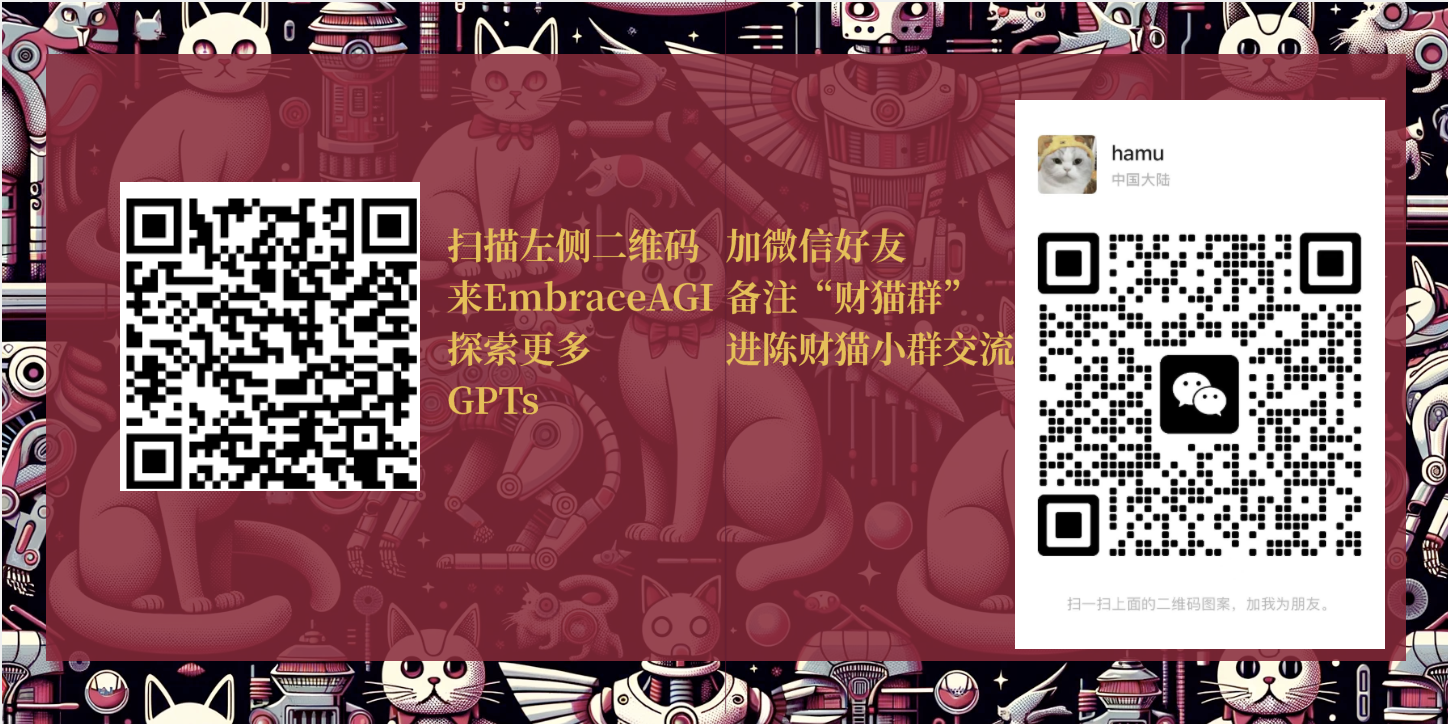 扫描左侧二维码
来EmbraceAGI
探索更多
GPTs
加微信好友
备注“财猫群”
进陈财猫小群交流
hamu
中国大陆
扫一扫上面的二维码图案，加我为朋友。